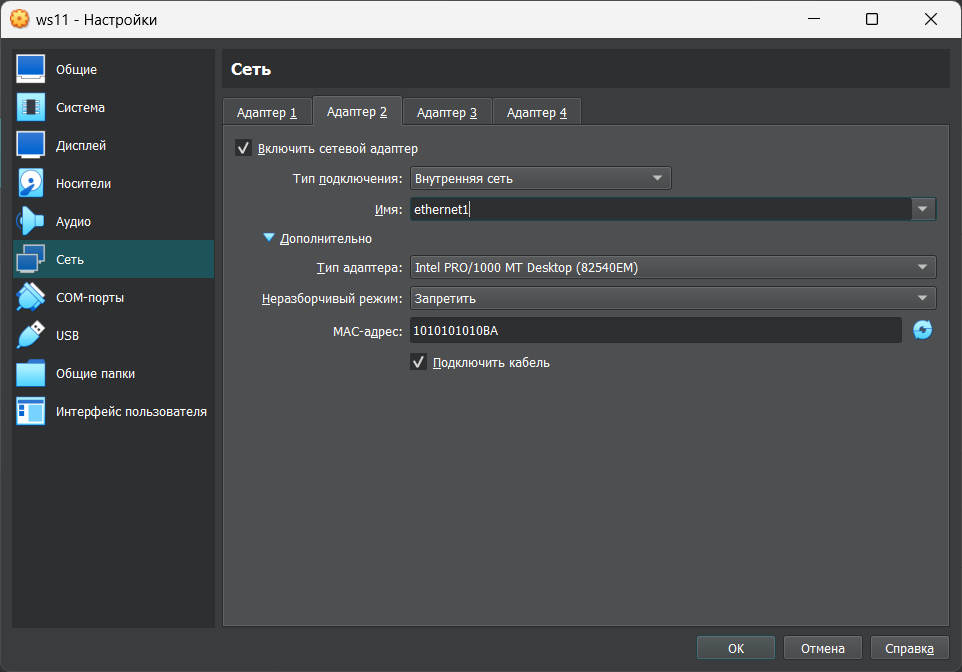 ws11 - Настройки
Общие
Система
Дисплей
Носители
Аудио
Сеть
COM-порты
USB
Общие папки
Интерфейс пользователя
Сеть
Адаптер 1 Адаптер 2 Адаптер 3 Адаптер 4
Включить сетевой адаптер
Тип подключения: Внутренняя сеть
Имя: ethernet1
Дополнительно
Тип адаптера: Intel PRO/1000 MT Desktop (82540EM)
Неразборчивый режим: Запретить
MAC-адрес: 1010101010BA
Подключить кабель
OK Отмена Справка